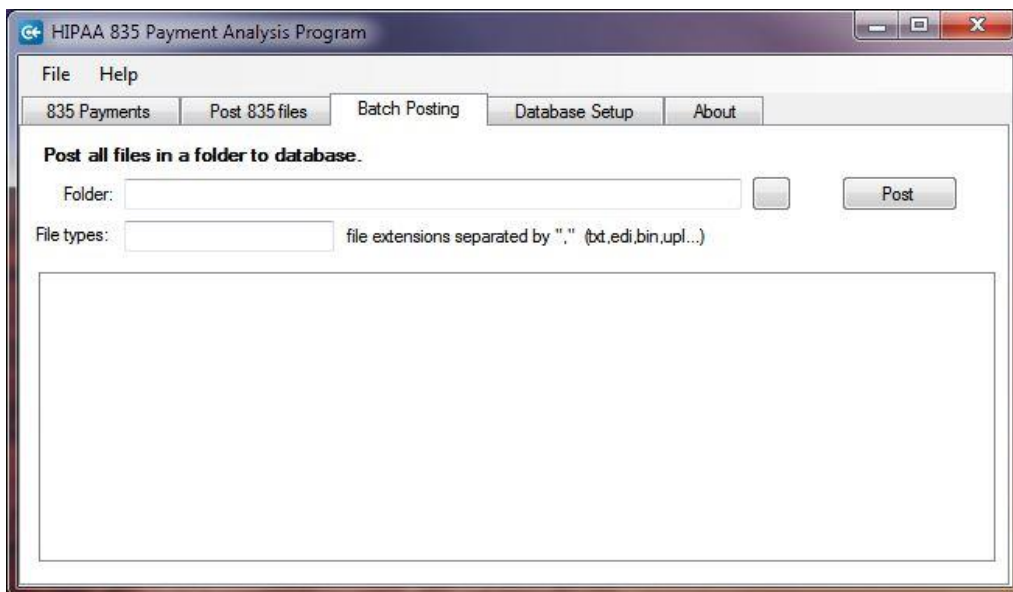 HIPAA 835 Payment Analysis Program
File Help
835 Payments Post 835 files Batch Posting Database Setup About
Post all files in a folder to database.
Folder: Post
File types: file extensions separated by "," (txt,edi,bin,upl...)